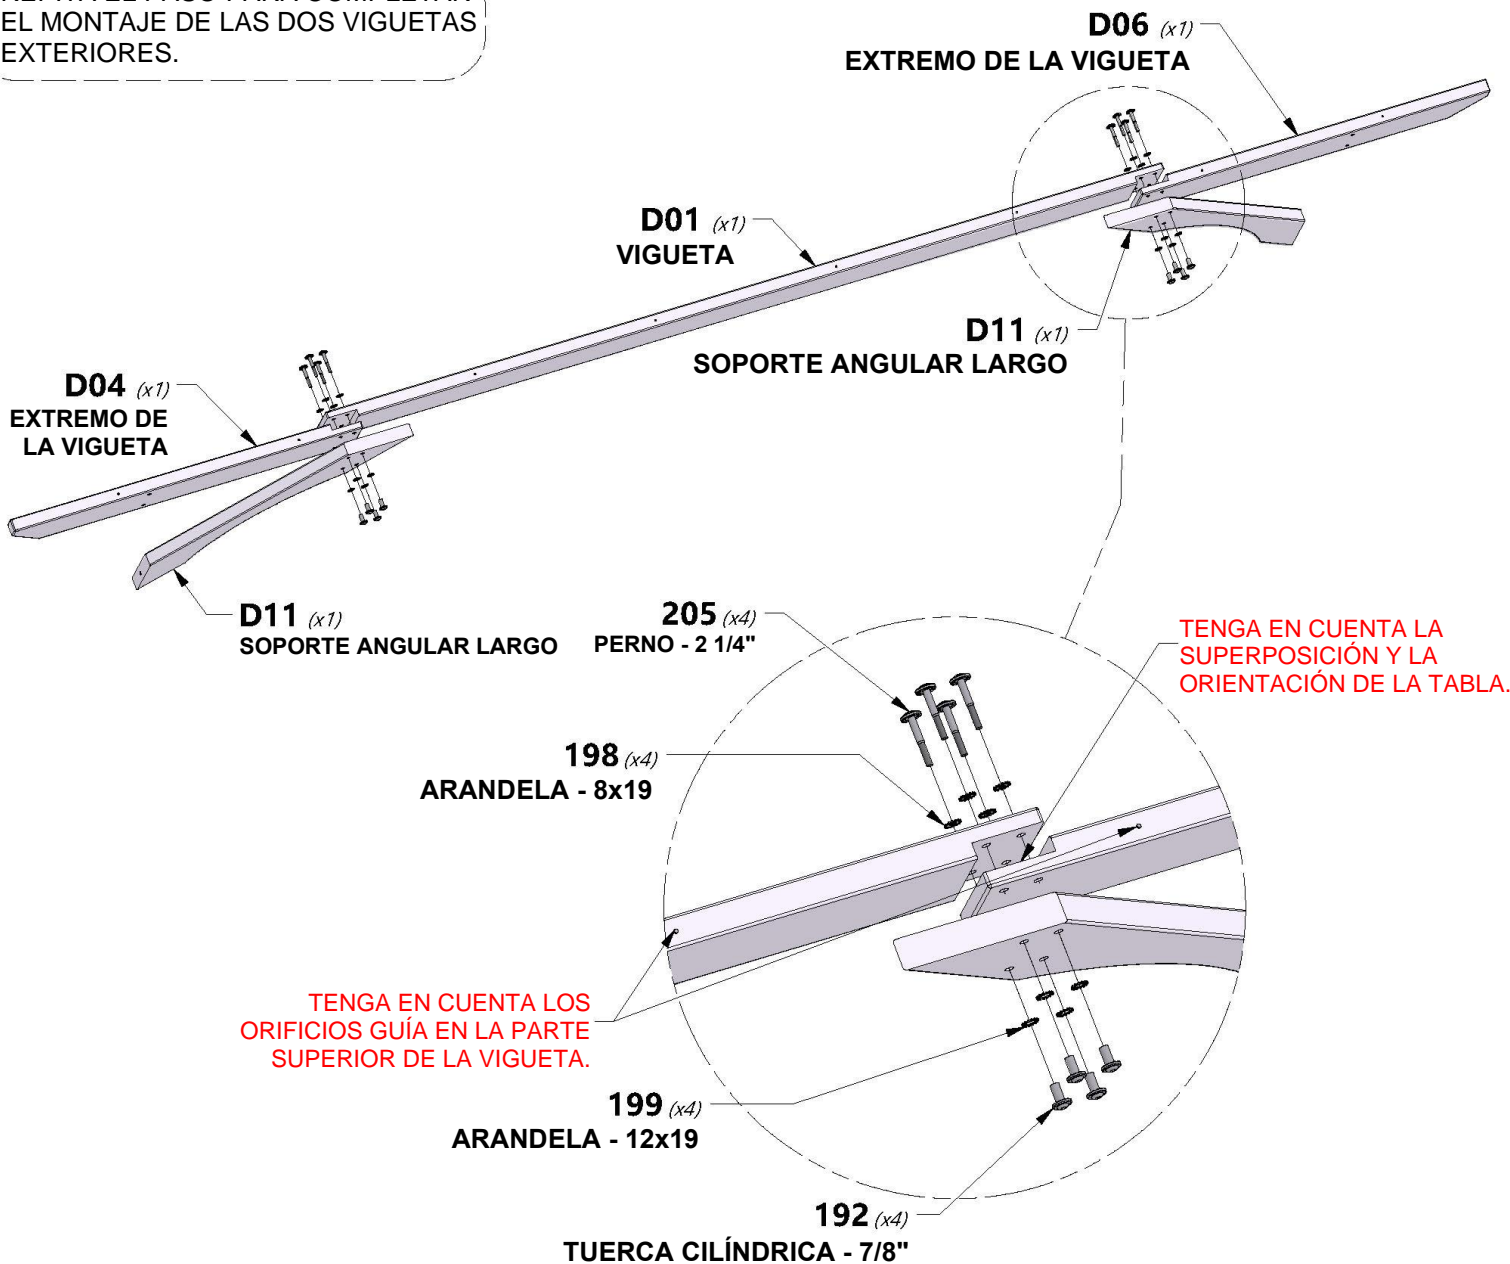 EL MONTAJE DE LAS DOS VIGUETAS
EXTERIORES.
D06 (x1)
EXTREMO DE LA VIGUETA
D01 (x1)
VIGUETA
D11 (x1)
SOPORTE ANGULAR LARGO
D04 (x1)
EXTREMO DE
LA VIGUETA
D11 (x1)
SOPORTE ANGULAR LARGO
205 (x4)
PERNO - 2 1/4"
TENGA EN CUENTA LA
SUPERPOSICIÓN Y LA
ORIENTACIÓN DE LA TABLA.
198 (x4)
ARANDELA - 8x19
TENGA EN CUENTA LOS
ORIFICIOS GUÍA EN LA PARTE
SUPERIOR DE LA VIGUETA.
199 (x4)
ARANDELA - 12x19
192 (x4)
TUERCA CILÍNDRICA - 7/8"